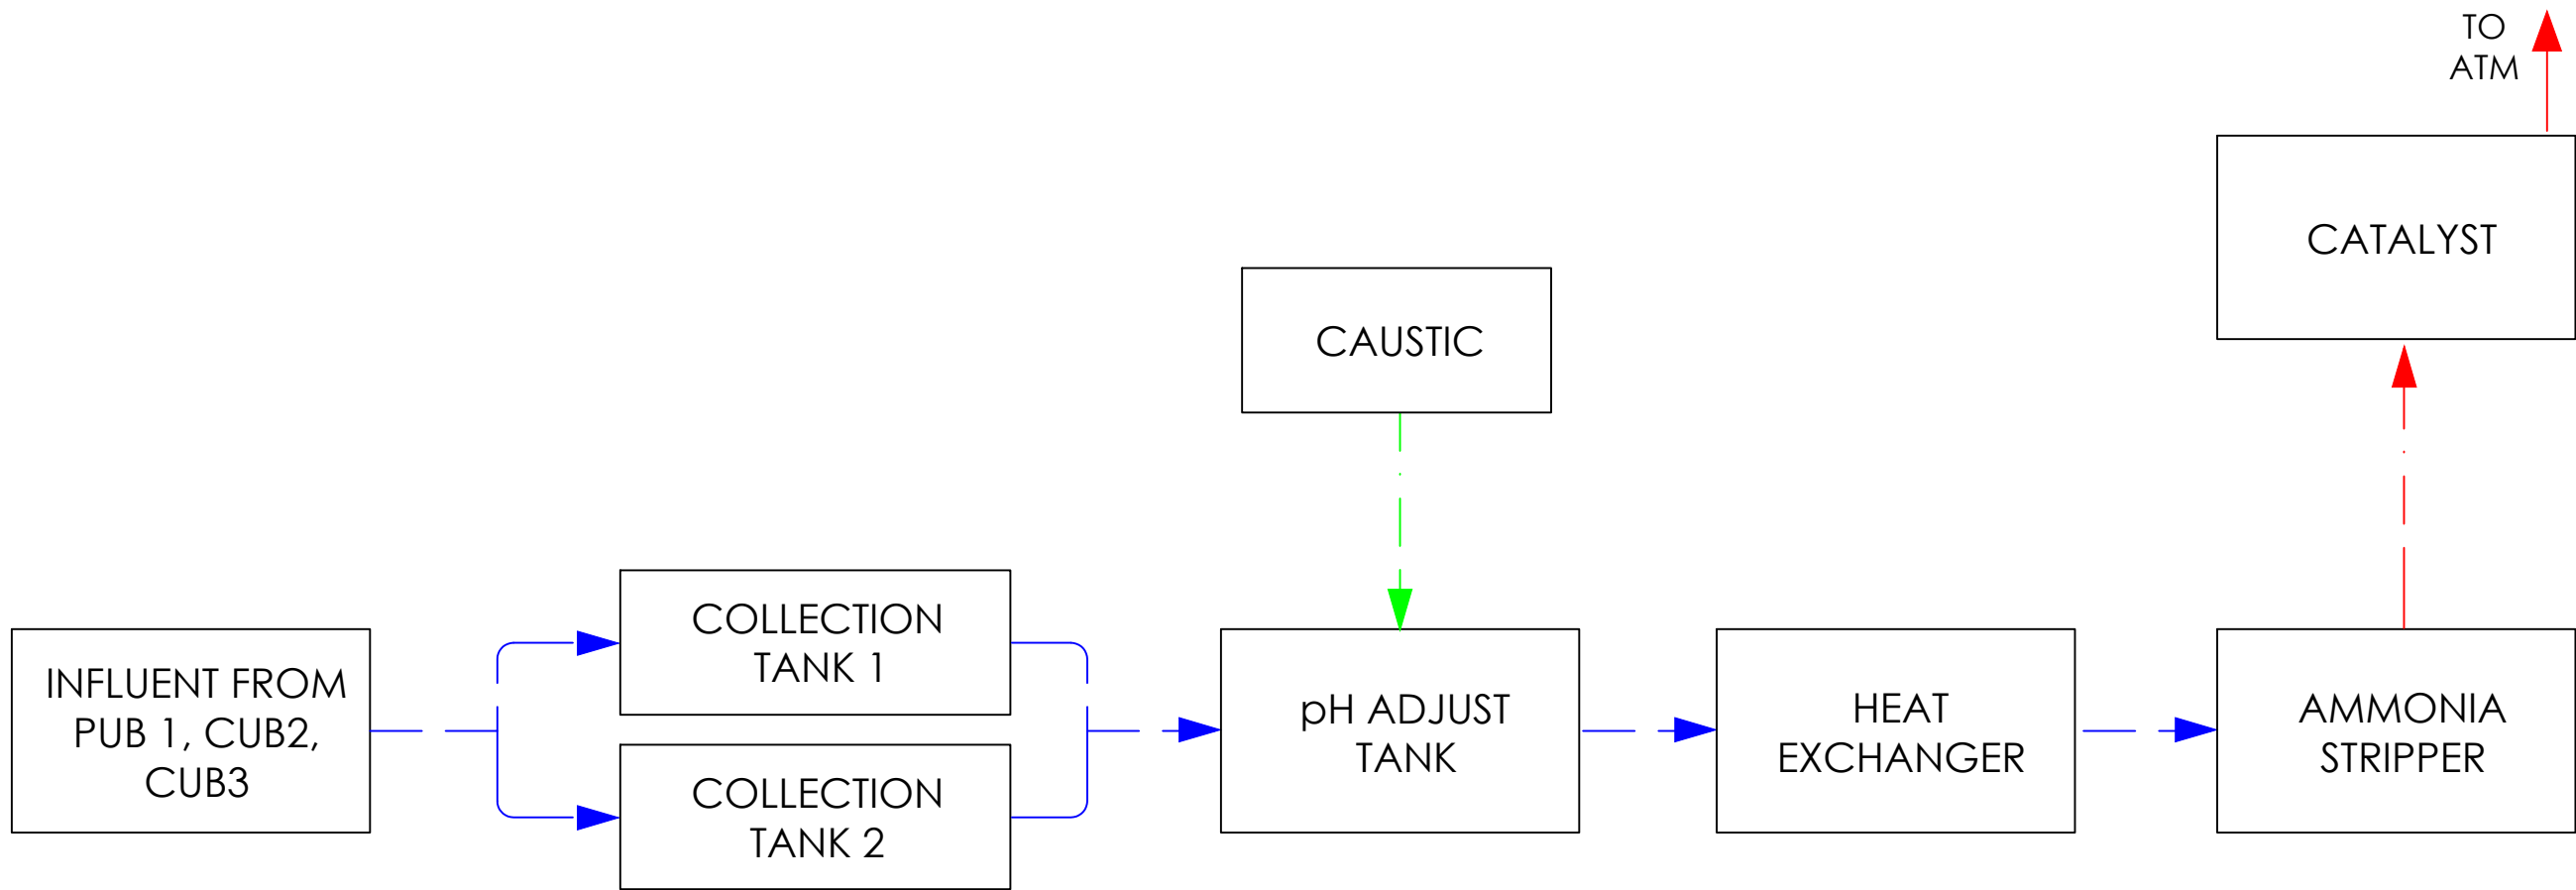 TO
ATM
CATALYST
CAUSTIC
INFLUENT FROM
PUB 1, CUB2,
CUB3
COLLECTION
TANK 1
COLLECTION
TANK 2
pH ADJUST
TANK
HEAT
EXCHANGER
AMMONIA
STRIPPER